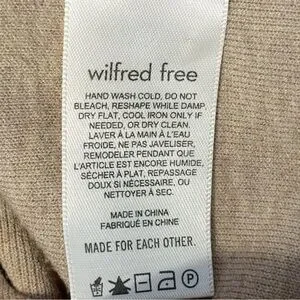 wilfred free
HAND WASH COLD, DO NOT
BLEACH, RESHAPE WHILE DAMP,
DRY FLAT, COOL IRON ONLY IF
NEEDED, OR DRY CLEAN.
LAVER À LA MAIN À L'EAU
FROIDE, NE PAS JAVELISER,
REMODELER PENDANT QUE
L'ARTICLE EST ENCORE HUMIDE,
SÉCHER À PLAT, REPASSAGE
DOUX SI NÉCESSAIRE, OU
NETTOYER À SEC.
MADE IN CHINA
FABRIQUÉ EN CHINE
MADE FOR EACH OTHER.
P